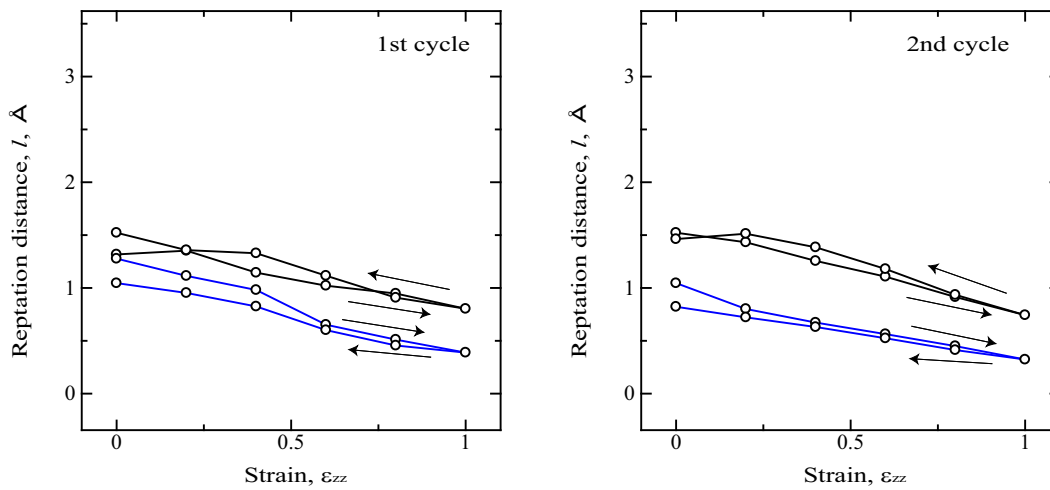 1st cycle
3
2
1
0
Reptation distance, l, Å
0
0.5
1
Strain, εzz
2nd cycle
3
2
1
0
Reptation distance, l, Å
0
0.5
1
Strain, εzz